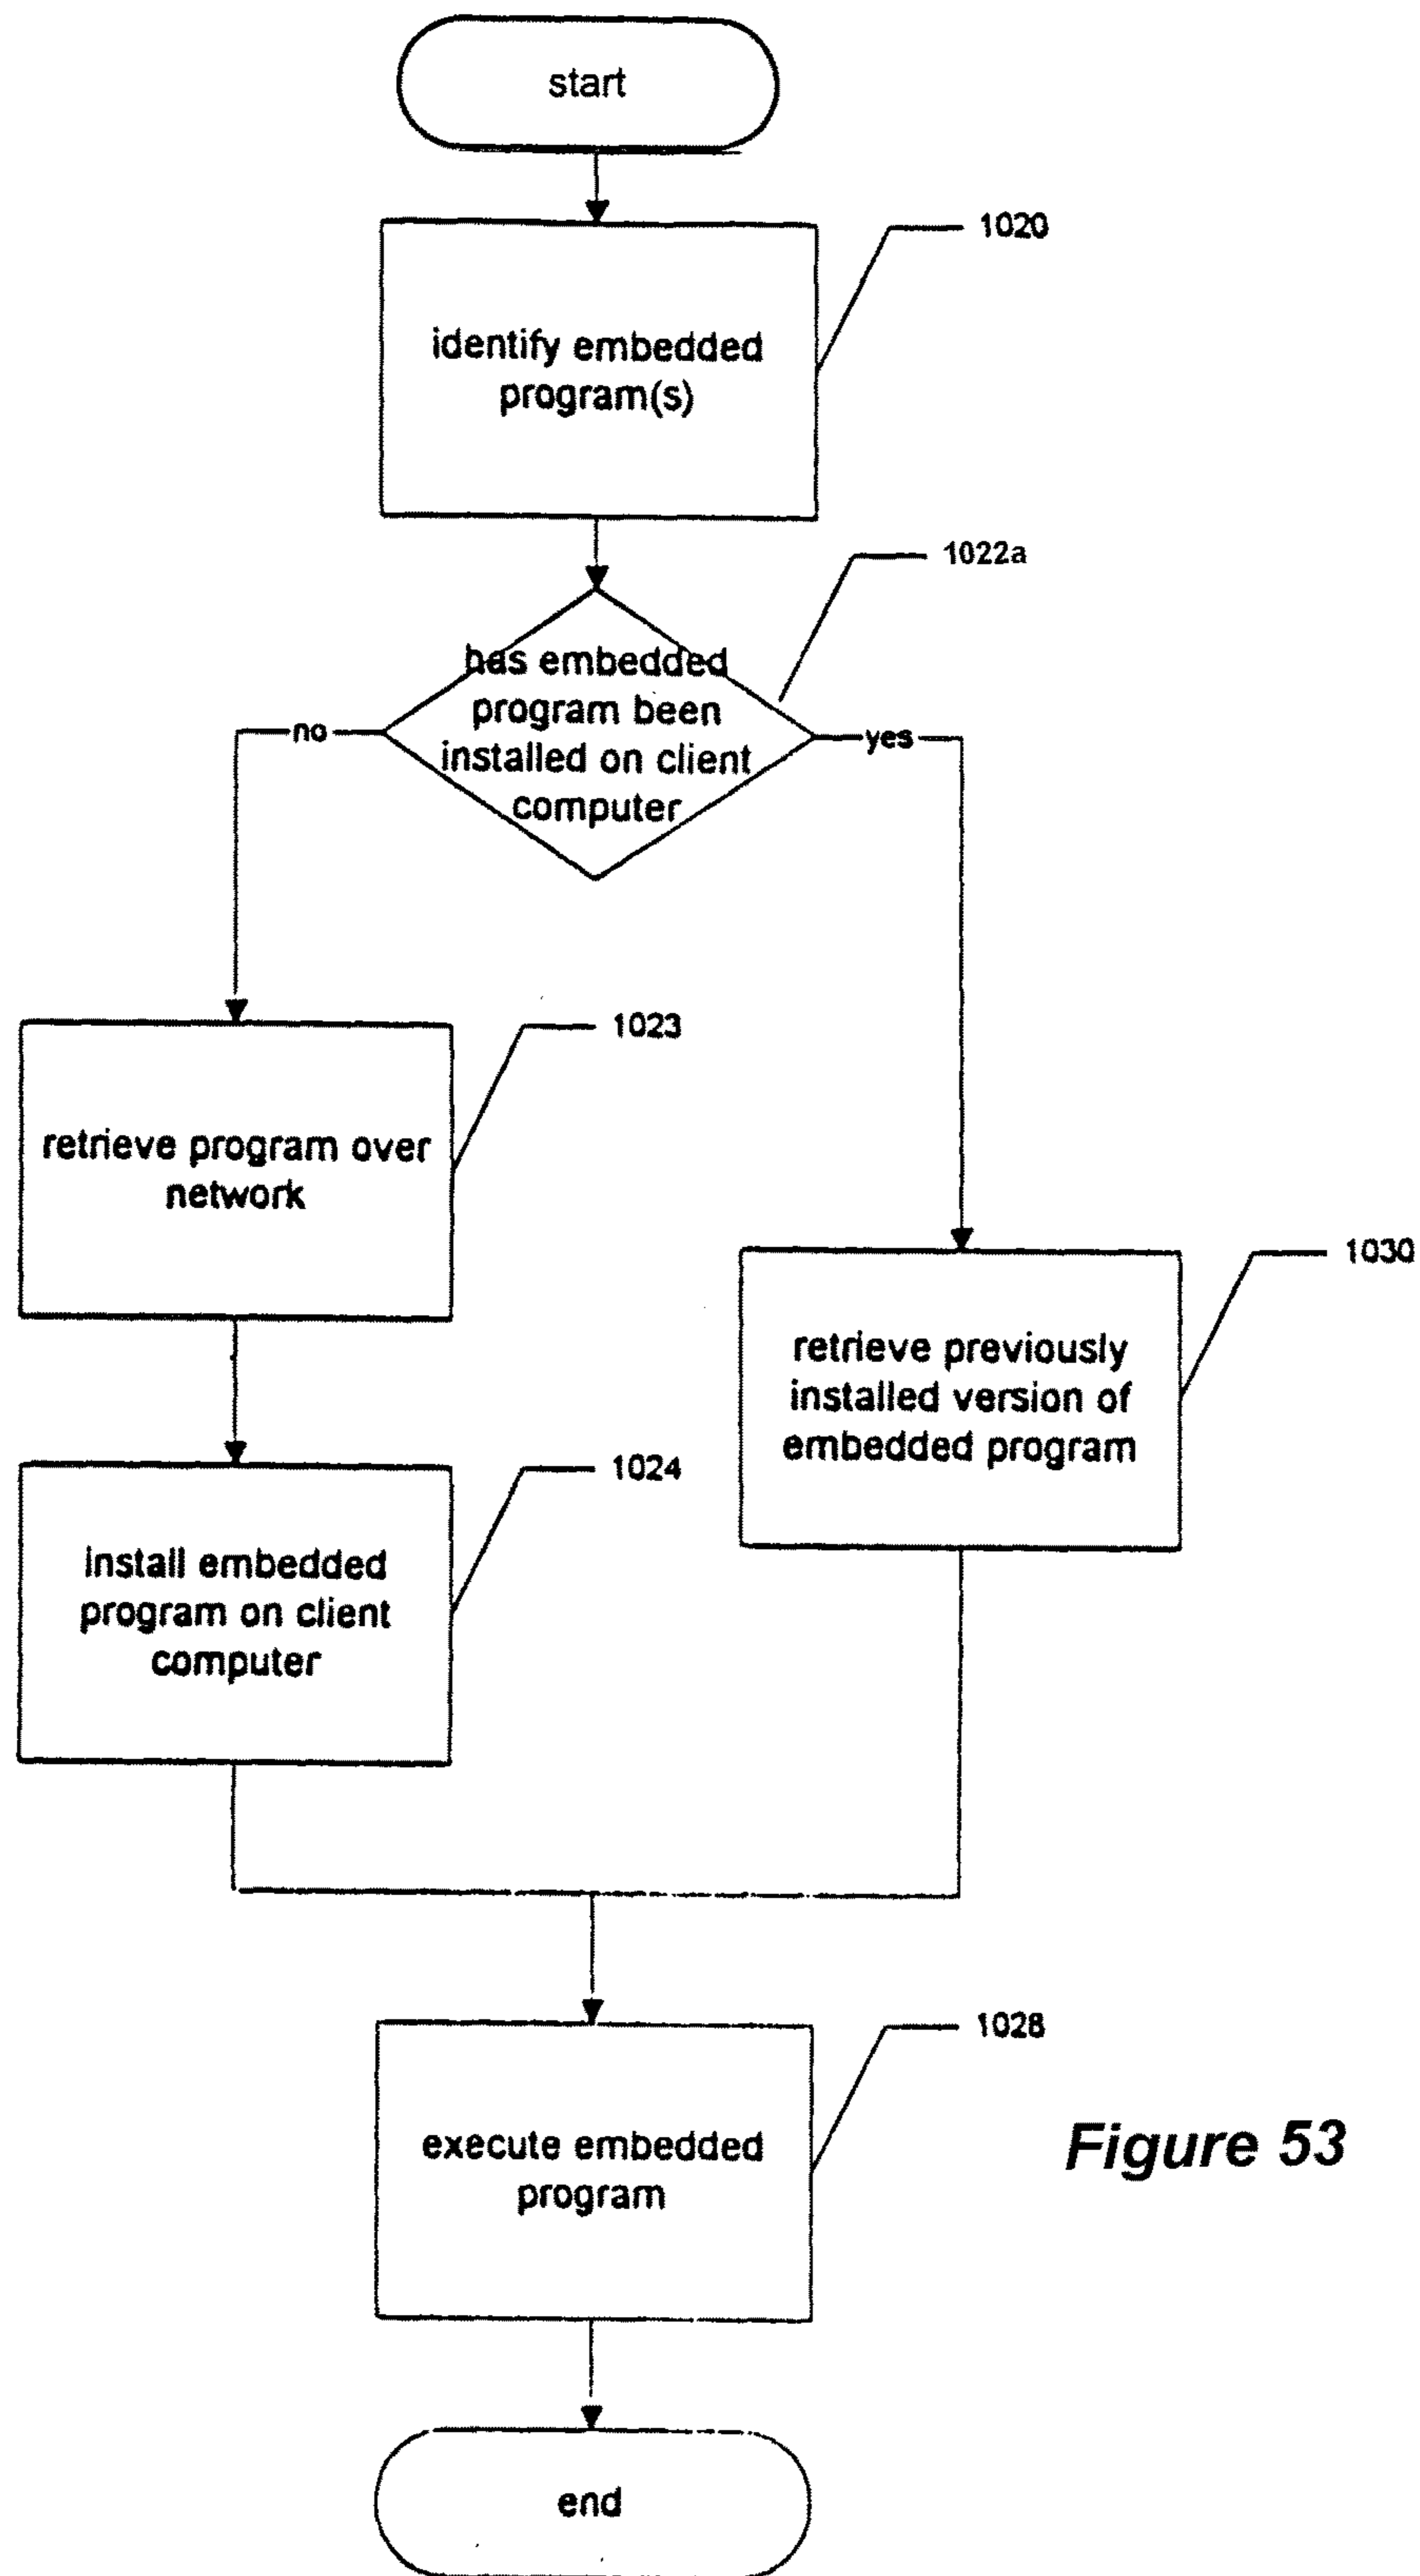 start
1020
identify embedded
program(s)
1022a
has embedded
program been
installed on client
computer
no
yes
1023
retrieve program over
network
1030
retrieve previously
installed version of
embedded program
1024
install embedded
program on client
computer
1028
execute embedded
program
Figure 53
end